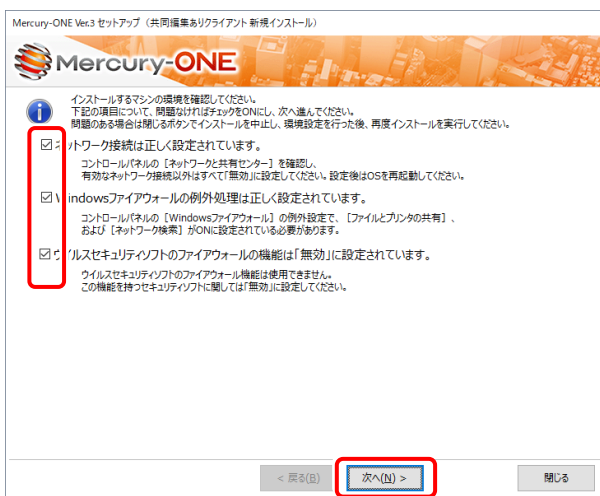 Mercury-ONE Ver.3 セットアップ（共同編集ありクライアント 新規インストール）
Mercury-ONE
インストールするマシンの環境を確認してください。
下記の項目について、問題なければチェックをONにし、次へ進んでください。
問題のある場合は閉じるボタンでインストールを中止し、環境設定を行った後、再度インストールを実行してください。
ネットワーク接続は正しく設定されています。
コントロールパネルの［ネットワークと共有センター］を確認し、
有効なネットワーク接続以外はすべて「無効」に設定してください。設定後はOSを再起動してください。
Windowsファイアウォールの例外処理は正しく設定されています。
コントロールパネルの［Windowsファイアウォール］の例外設定で、［ファイルとプリンタの共有］、
および［ネットワーク検索］がONに設定されている必要があります。
ウイルスセキュリティソフトのファイアウォールの機能は「無効」に設定されています。
ウイルスセキュリティソフトのファイアウォール機能は使用できません。
この機能を持つセキュリティソフトに関しては「無効」に設定してください。
< 戻る(B) 次へ(N) > 閉じる